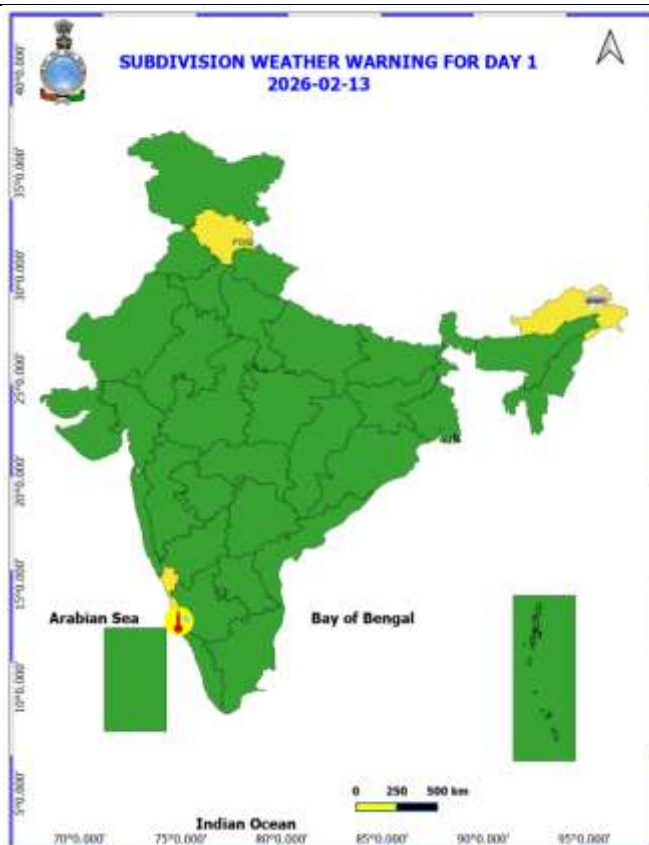 SUBDIVISION WEATHER WARNING FOR DAY 1
2026-02-13
40°0.000'
35°0.000'
30°0.000'
25°0.000'
20°0.000'
15°0.000'
10°0.000'
5°0.000'
FOG
Arabian Sea
Bay of Bengal
0 250 500 km
Indian Ocean
70°0.000' 75°0.000' 80°0.000' 85°0.000' 90°0.000' 95°0.000'